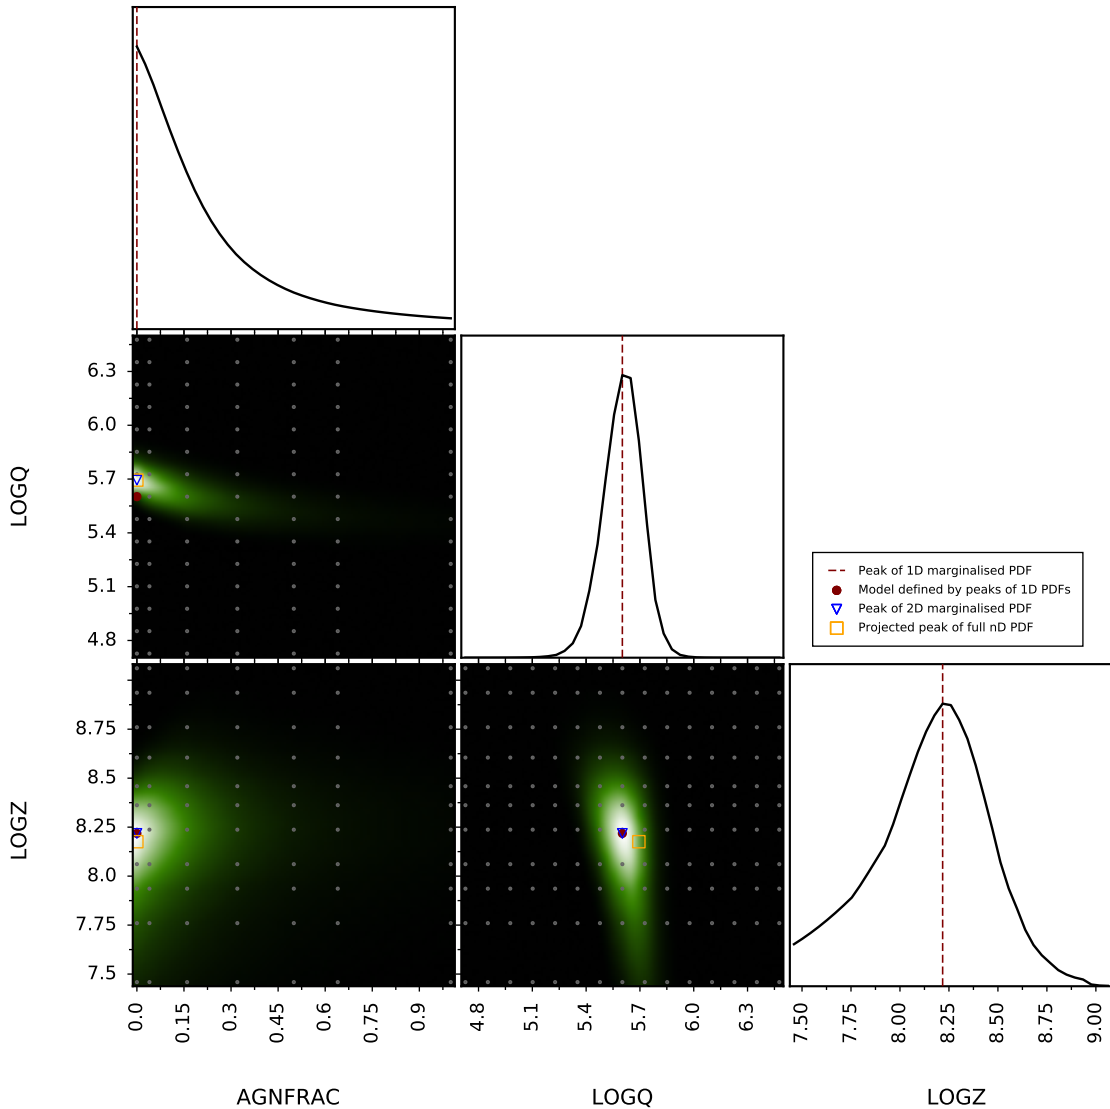 6.3
6.0
5.7
5.4
5.1
4.8
LOGQ
Peak of 1D marginalised PDF
Model defined by peaks of 1D PDFs
Peak of 2D marginalised PDF
Projected peak of full nD PDF
8.75
8.5
8.25
8.0
7.75
7.5
LOGZ
0.0 0.15 0.3 0.45 0.6 0.75 0.9
4.8 5.1 5.4 5.7 6.0 6.3
7.50 7.75 8.00 8.25 8.50 8.75 9.00
AGNFRAC LOGQ LOGZ